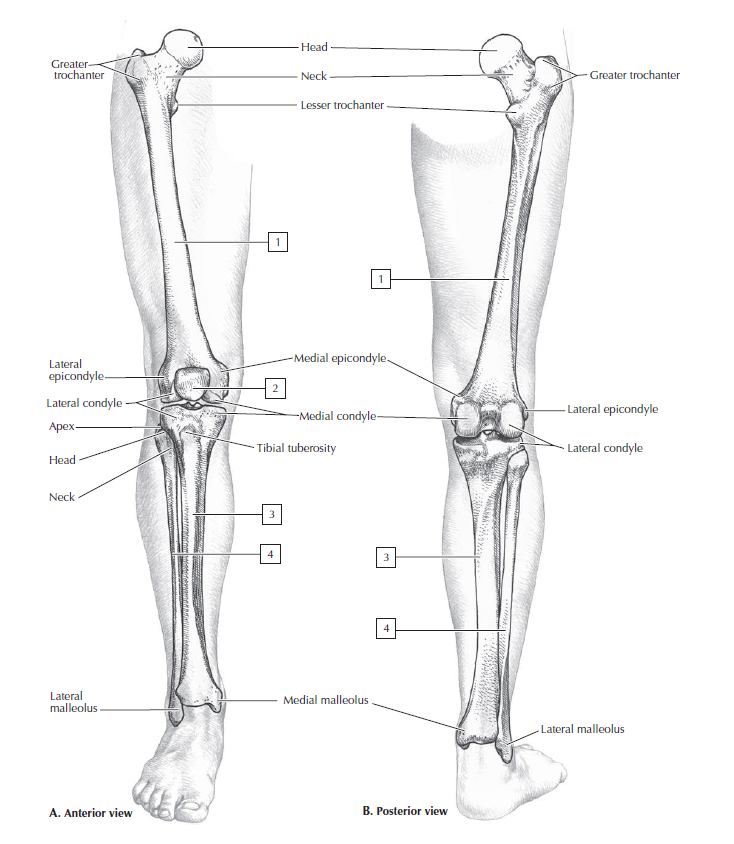 Head
Greater
trochanter
Neck
Greater trochanter
Lesser trochanter
1
1
Medial epicondyle
Lateral
epicondyle
2
Lateral condyle
Medial condyle
Lateral epicondyle
Apex
Tibial tuberosity
Lateral condyle
Head
Neck
3
4
3
4
Lateral
malleolus
Medial malleolus
Lateral malleolus
A. Anterior view
B. Posterior view